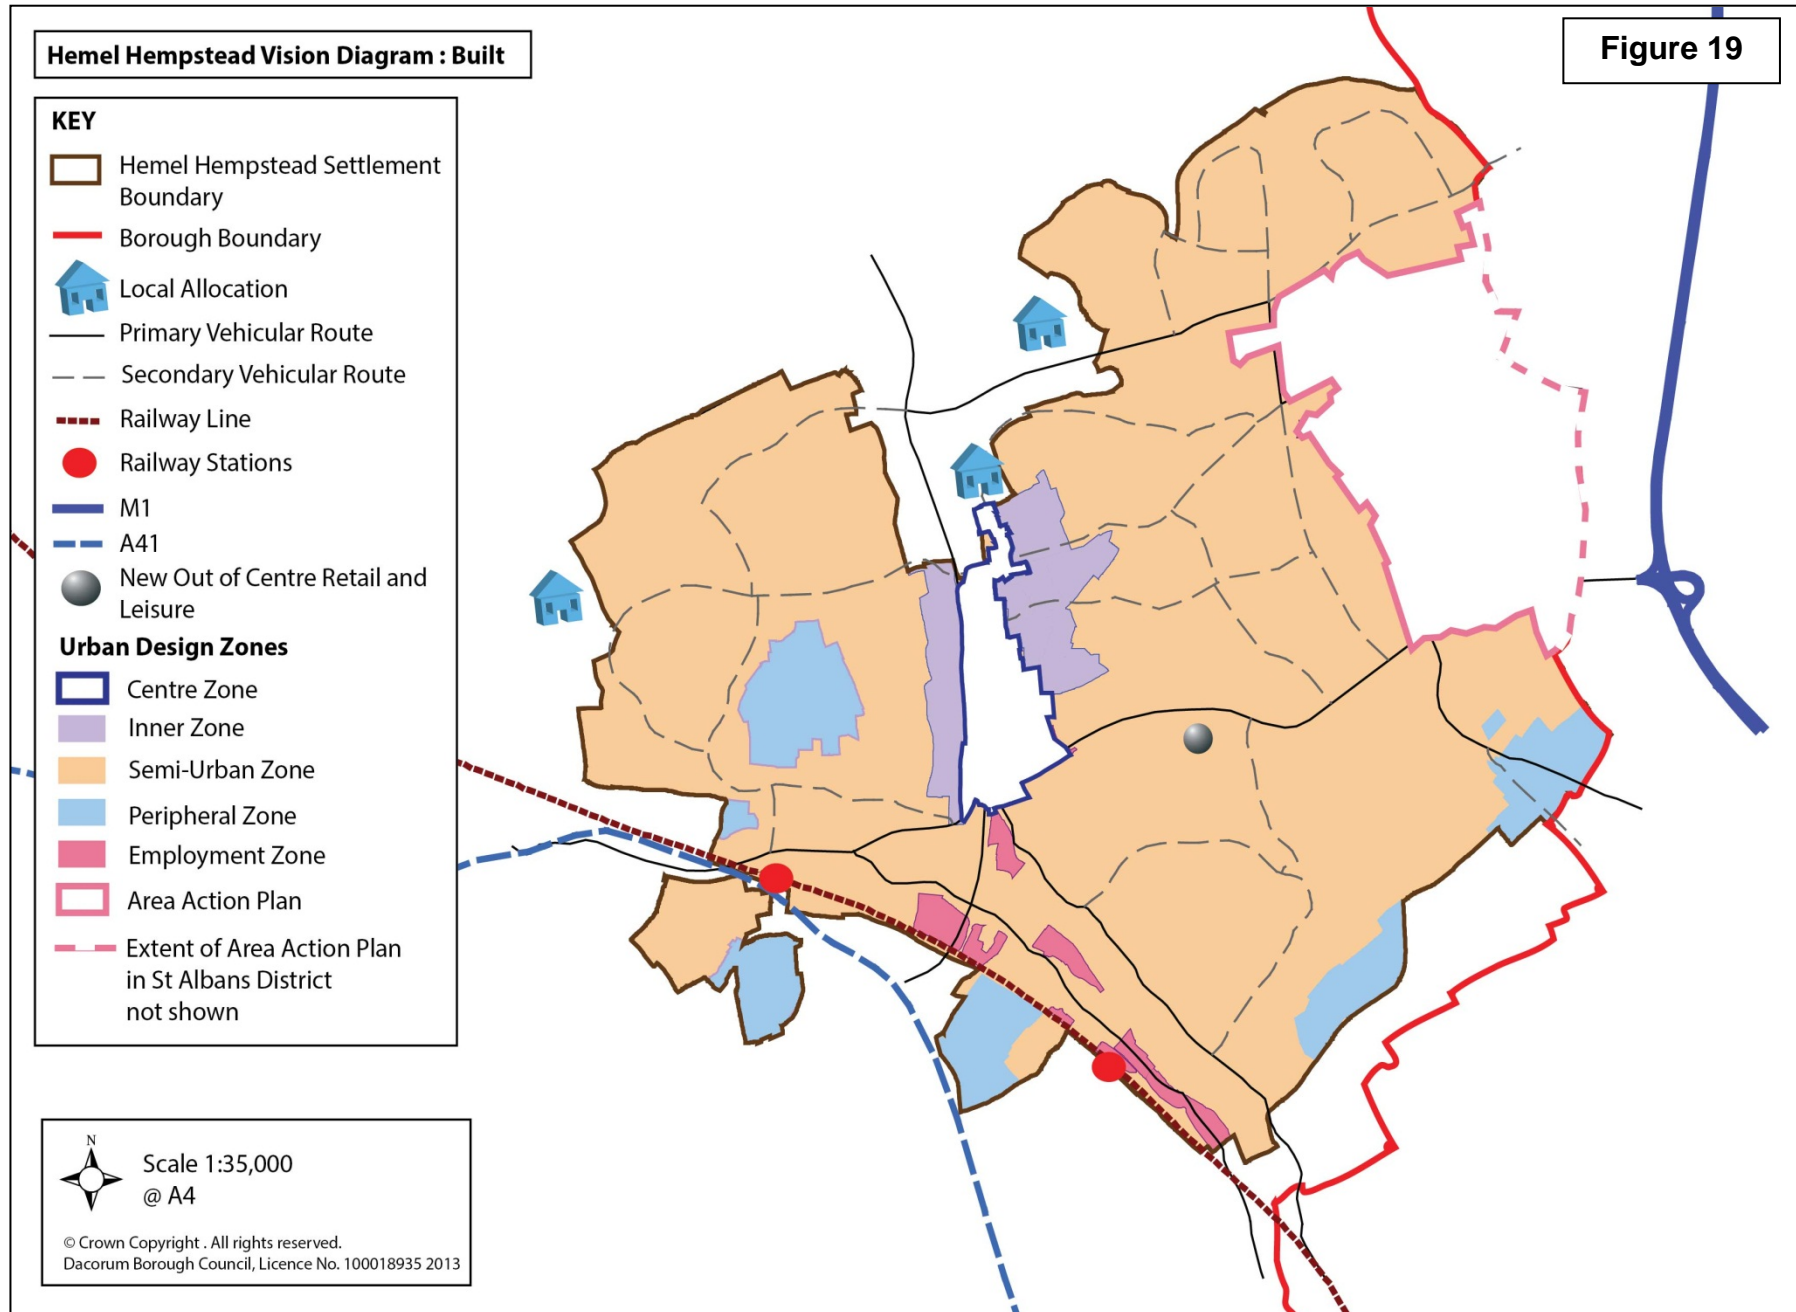 Hemel Hempstead Vision Diagram : Built
Figure 19
KEY
Hemel Hempstead Settlement
Boundary
Borough Boundary
Local Allocation
Primary Vehicular Route
Secondary Vehicular Route
Railway Line
Railway Stations
M1
A41
New Out of Centre Retail and
Leisure
Urban Design Zones
Centre Zone
Inner Zone
Semi-Urban Zone
Peripheral Zone
Employment Zone
Area Action Plan
Extent of Area Action Plan
in St Albans District
not shown
N
Scale 1:35,000
@ A4
© Crown Copyright . All rights reserved.
Dacorum Borough Council, Licence No. 100018935 2013